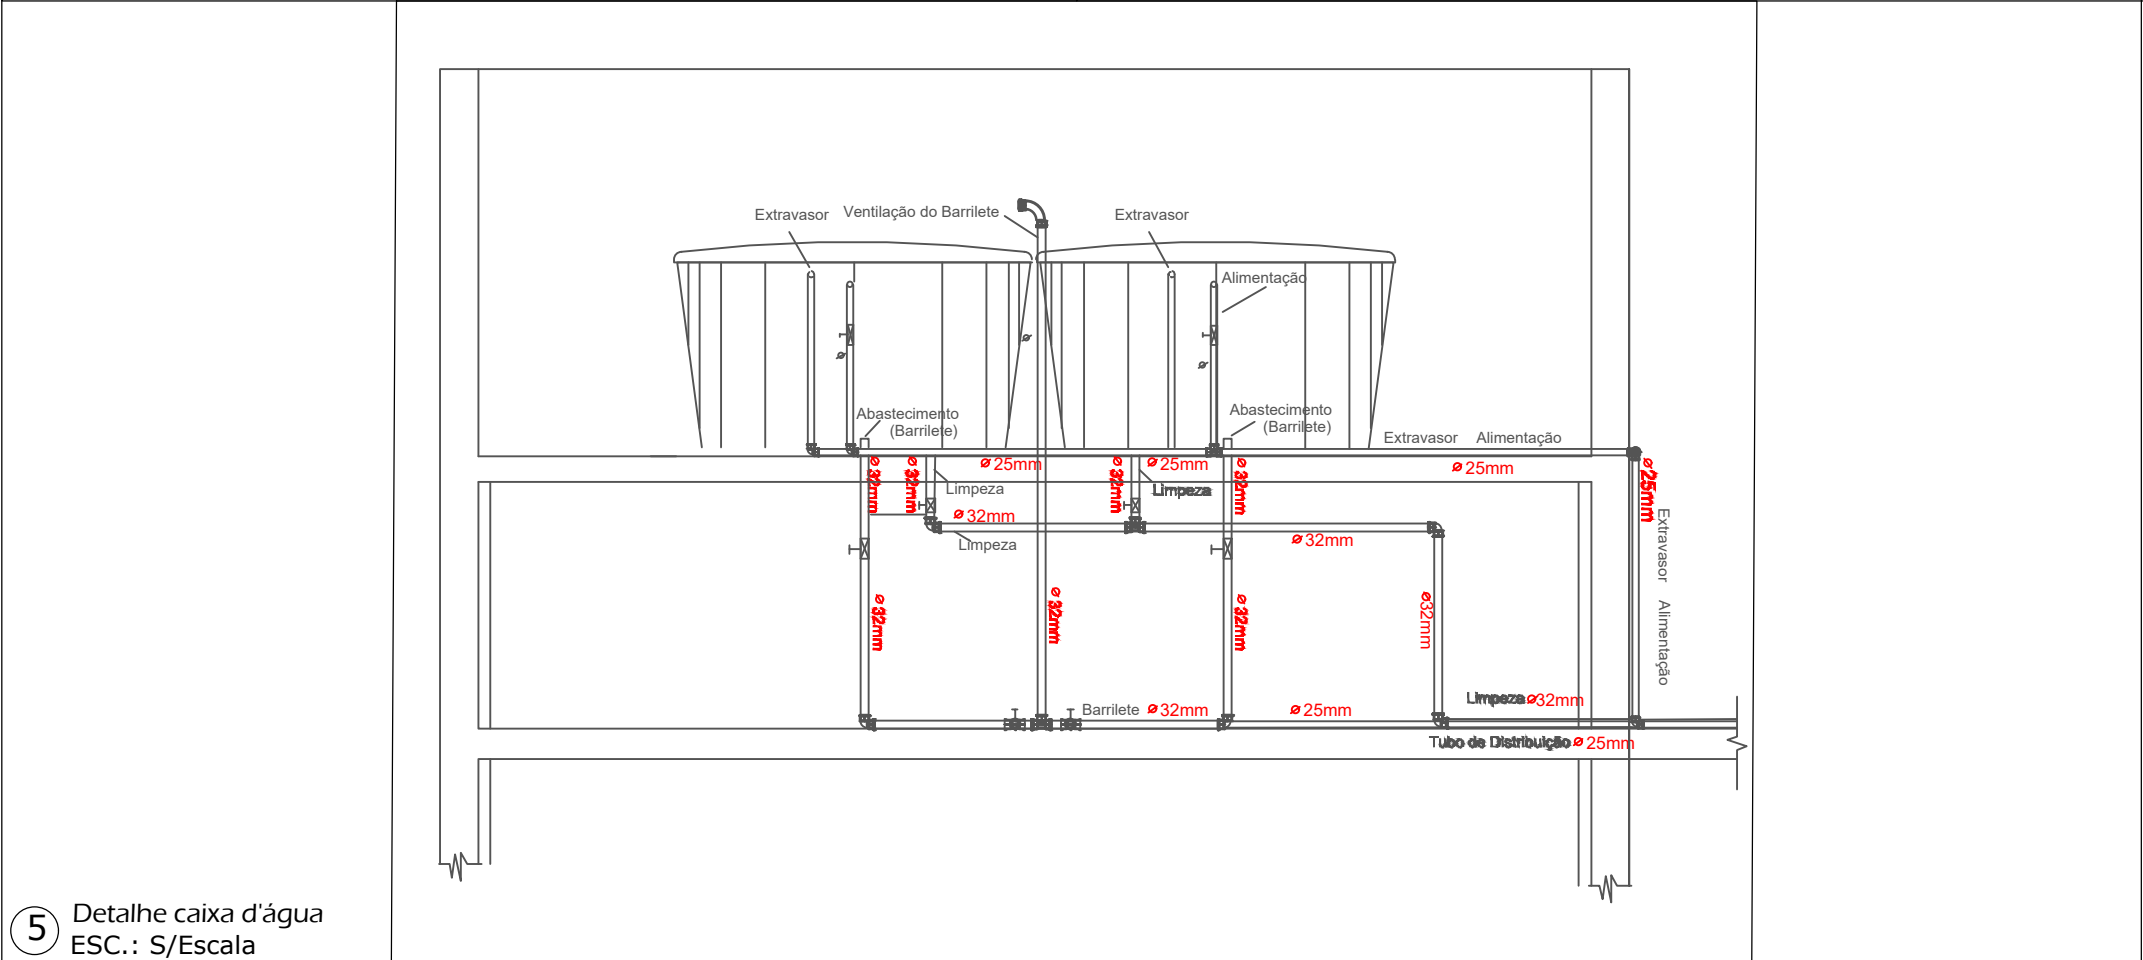 Extravasor
Ventilação do Barrilete
Extravasor
Alimentação
ø
ø
ø
Abastecimento
(Barrilete)
Abastecimento
(Barrilete)
Extravasor Alimentação
ø 32mm
ø 32mm
ø 25mm
ø 32mm
ø 25mm
ø 32mm
ø 25mm
ø 25mm
Limpeza
Limpeza
ø 32mm
Limpeza
ø 32mm
Extravasor Alimentação
ø 32mm
ø 32mm
ø 32mm
ø32mm
Limpeza ø32mm
Barrilete ø 32mm
ø 25mm
Tubo de Distribuição ø 25mm
5
Detalhe caixa d'água
ESC.: S/Escala